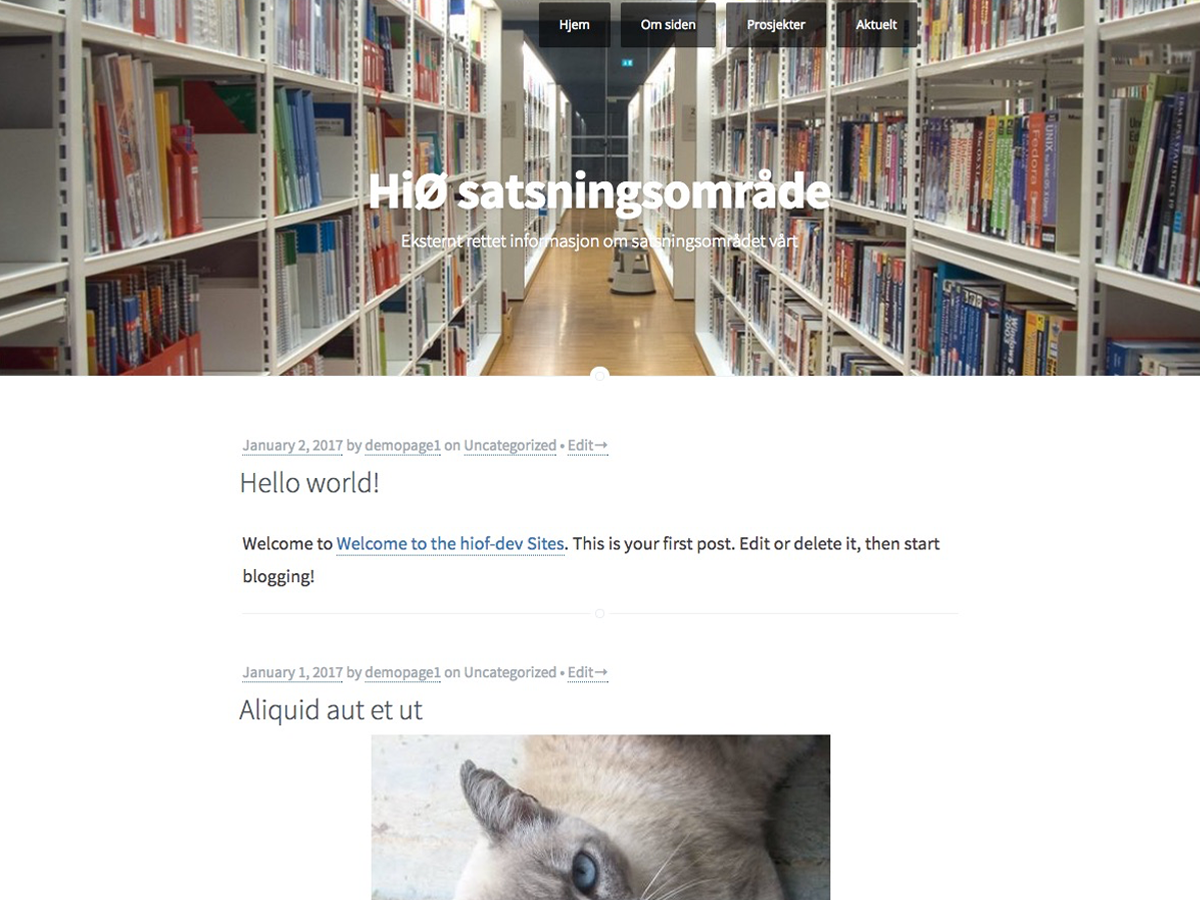 Hjem Om siden Prosjekter Aktuelt
HiØ satsningsområde
Eksternt rettet informasjon om satsningsområdet vårt
January 2, 2017 by demopage1 on Uncategorized • Edit→
Hello world!
Welcome to Welcome to the hiof-dev Sites. This is your first post. Edit or delete it, then start
blogging!
January 1, 2017 by demopage1 on Uncategorized • Edit→
Aliquid aut et ut